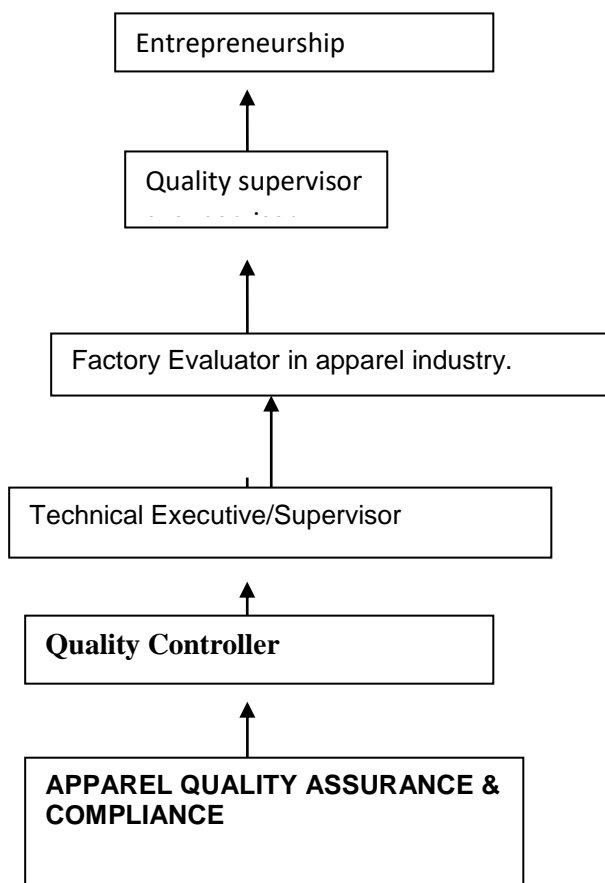 Entrepreneurship
Quality supervisor
Factory Evaluator in apparel industry.
Technical Executive/Supervisor
Quality Controller
APPAREL QUALITY ASSURANCE &
COMPLIANCE